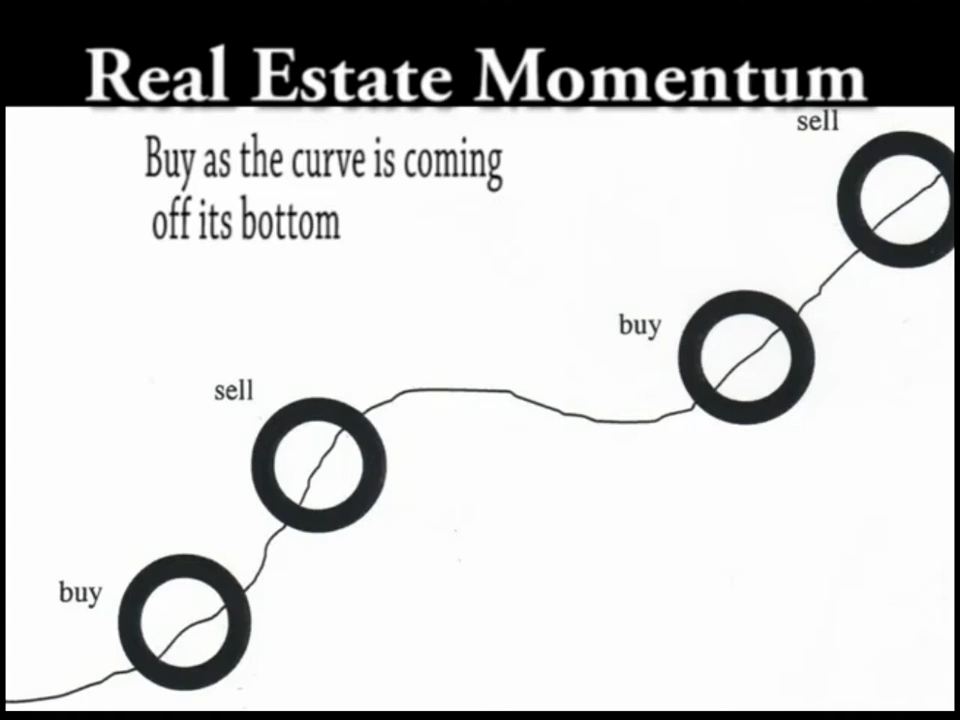 Real Estate Momentum
sell
Buy as the curve is coming
off its bottom
buy
sell
buy